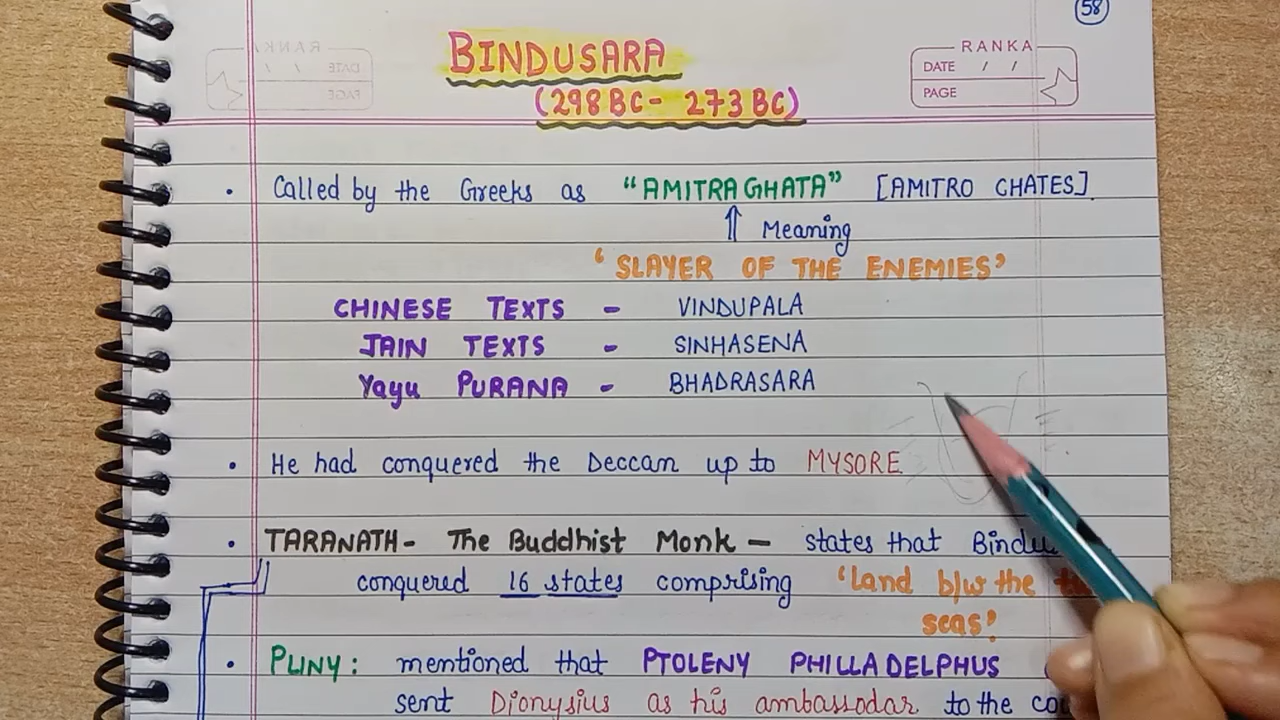 58
BINDUSARA
RANKA
DATE / /
PAGE
(298 BC - 273 BC)
• Called by the Greeks as "AMITRAGHATA" [AMITRO CHATES].
⇑ Meaning
'SLAYER OF THE ENEMIES'
CHINESE TEXTS - VINDUPALA
JAIN TEXTS - SINHASENA
Yayu PURANA - BHADRASARA
• He had conquered the Deccan up to MYSORE.
• TARANATH - The Buddhist Monk - states that
conquered 16 states comprising 'Land b/w the
seas'
• PLINY: mentioned that PTOLENY PHILLADELPHUS
sent Dionysius as his ambassodar to the